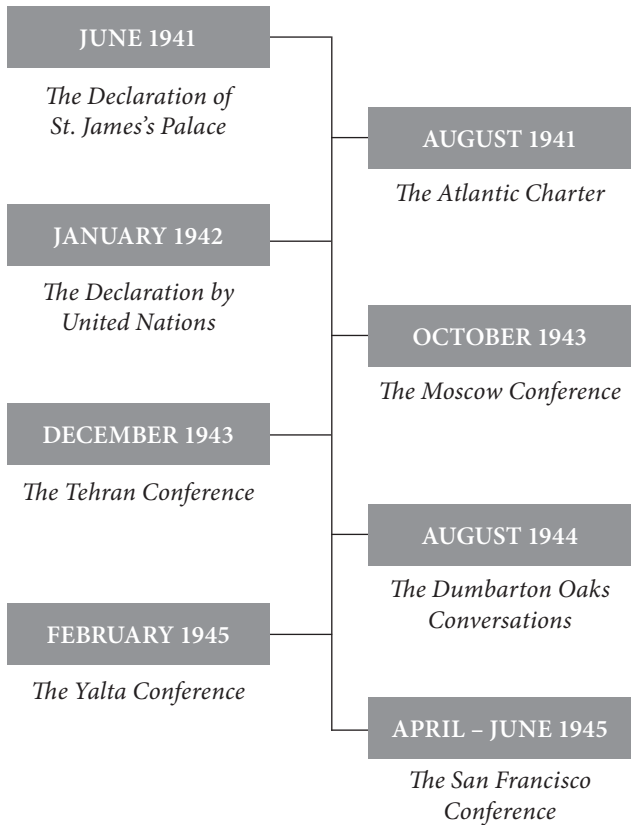 JUNE 1941
The Declaration of
St. James’s Palace
AUGUST 1941
The Atlantic Charter
JANUARY 1942
The Declaration by
United Nations
OCTOBER 1943
The Moscow Conference
DECEMBER 1943
The Tehran Conference
AUGUST 1944
The Dumbarton Oaks
Conversations
FEBRUARY 1945
The Yalta Conference
APRIL – JUNE 1945
The San Francisco
Conference